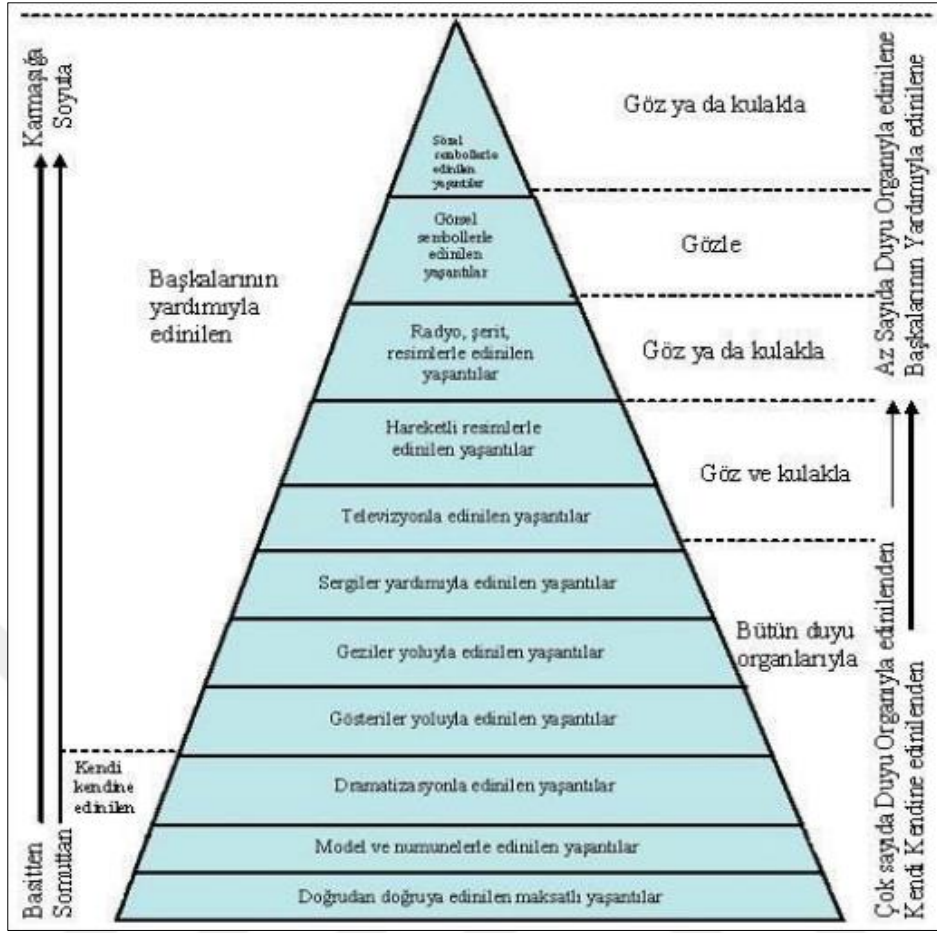 Karmaşığa
Soyuta
Basitten
Somuttan
Başkalarının
yardımıyla
edinilen
Kendi
kendine
edinilen
Sözel
sembollerle
edinilen
yaşantılar
Görsel
sembollerle
edinilen
yaşantılar
Radyo, şerit,
resimlerle edinilen
yaşantılar
Hareketli resimlerle
edinilen yaşantılar
Televizyonla edinilen yaşantılar
Sergiler yardımıyla edinilen yaşantılar
Geziler yoluyla edinilen yaşantılar
Gösteriler yoluyla edinilen yaşantılar
Dramatizasyonla edinilen yaşantılar
Model ve numunelerle edinilen yaşantılar
Doğrudan doğruya edinilen maksatlı yaşantılar
Göz ya da kulakla
Gözle
Göz ya da kulakla
Göz ve kulakla
Bütün duyu
organlarıyla
Az Sayıda Duyu Organıyla edinilene
Başkalarının Yardımıyla edinilene
Çok sayıda Duyu Organıyla edinilenden
Kendi Kendine edinilenden